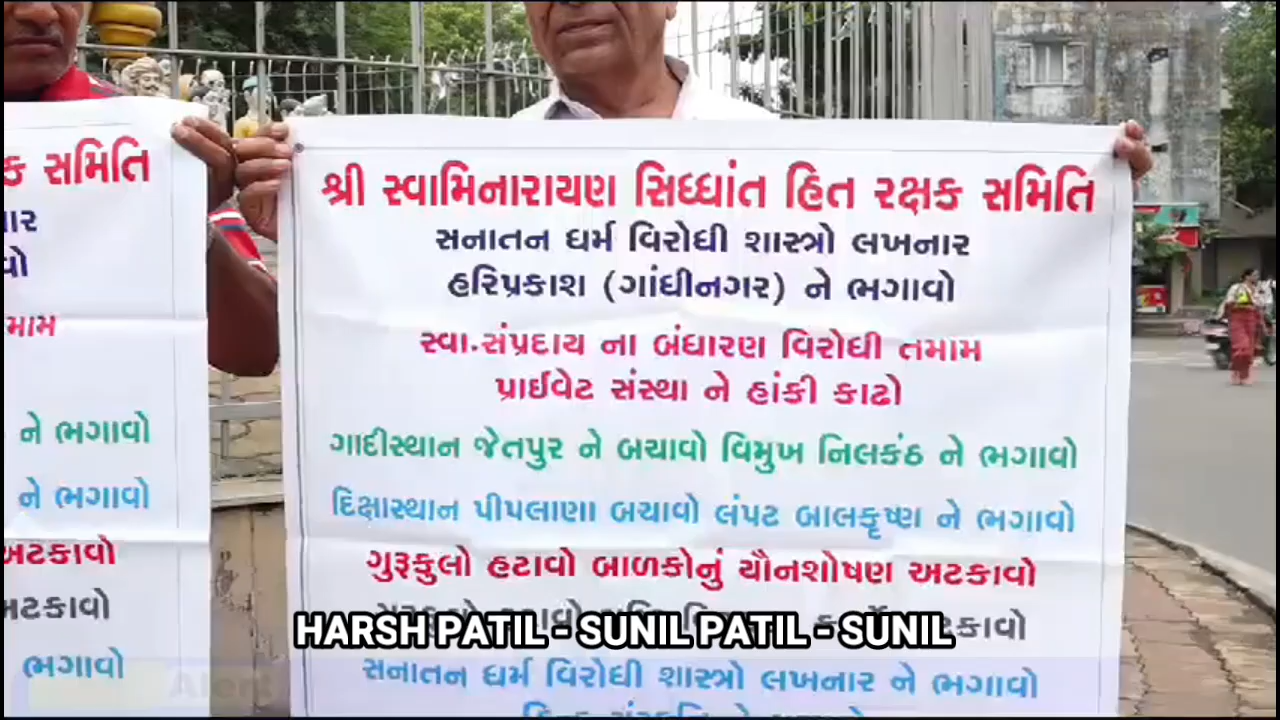 ક સમિતિ
માર
વો
મામ
ને ભગાવો
ને ભગાવો
અટકાવો
અટકાવો
ભગાવો
શ્રી સ્વામિનારાયણ સિધ્ધાંત હિત રક્ષક સમિતિ
સનાતન ધર્મ વિરોધી શાસ્ત્રો લખનાર
હરિપ્રકાશ (ગાંધીનગર) ને ભગાવો
સ્વા.સંપ્રદાય ના બંધારણ વિરોધી તમામ
પ્રાઈવેટ સંસ્થા ને હાંકી કાઢો
ગાદીસ્થાન જેતપુર ને બચાવો વિમુખ નિલકંઠ ને ભગાવો
દિક્ષાસ્થાન પીપલાણા બચાવો લંપટ બાલકૃષ્ણ ને ભગાવો
ગુરૂકુલો હટાવો બાળકોનું યૌનશોષણ અટકાવો
HARSH PATIL - SUNIL PATIL - SUNIL
સનાતન ધર્મ વિરોધી શાસ્ત્રો લખનાર ને ભગાવો
Alert